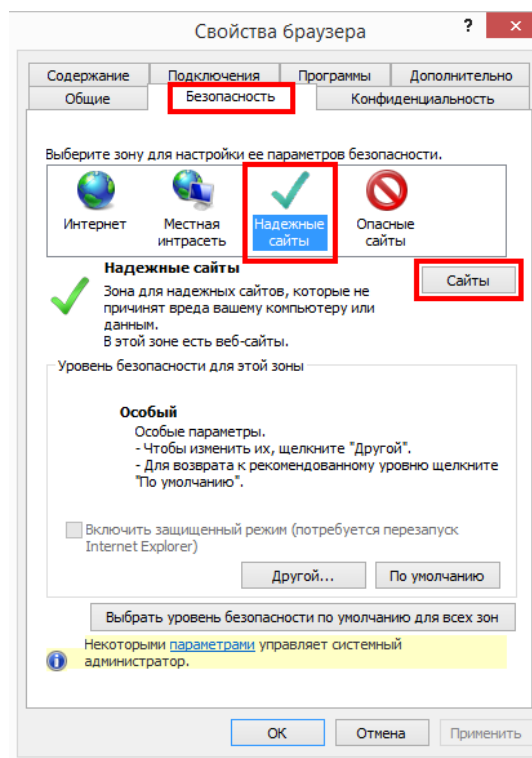 Свойства браузера
?
×
Содержание Подключения Программы Дополнительно
Общие Безопасность Конфиденциальность
Выберите зону для настройки ее параметров безопасности.
Интернет Местная интрасеть Надежные сайты Опасные сайты
Надежные сайты
Сайты
Зона для надежных сайтов, которые не
причинят вреда вашему компьютеру или
данным.
В этой зоне есть веб-сайты.
Уровень безопасности для этой зоны
Особый
Особые параметры.
- Чтобы изменить их, щелкните "Другой".
- Для возврата к рекомендованному уровню щелкните
"По умолчанию".
Включить защищенный режим (потребуется перезапуск
Internet Explorer)
Другой... По умолчанию
Выбрать уровень безопасности по умолчанию для всех зон
Некоторыми параметрами управляет системный
администратор.
ОК Отмена Применить